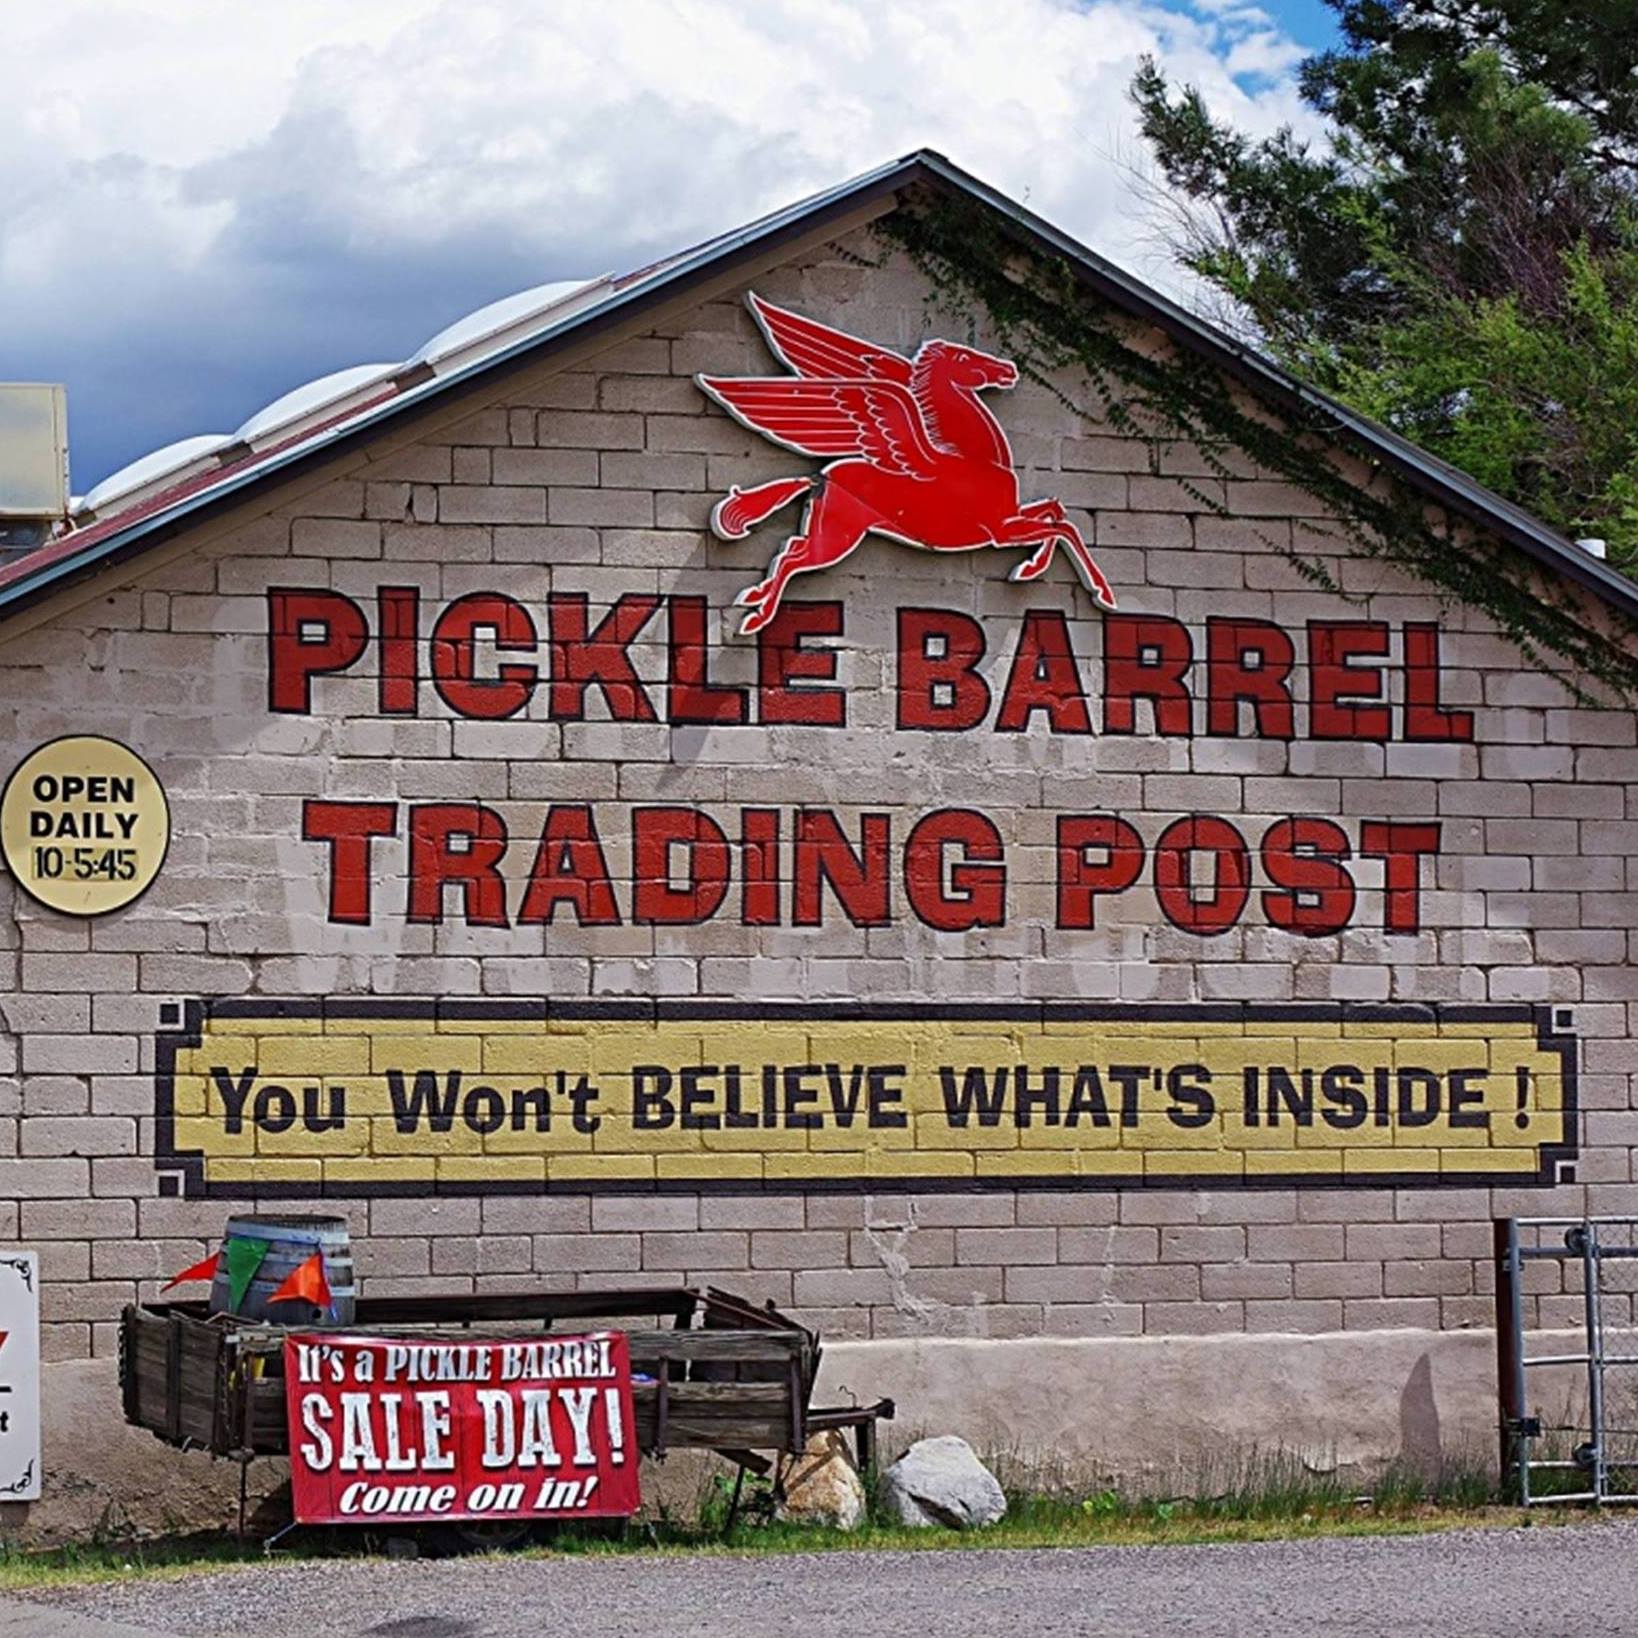 PICKLE BARREL
TRADING POST
OPEN
DAILY
10-5:45
You Won't BELIEVE WHAT'S INSIDE !
It's a PICKLE BARREL
SALE DAY!
Come on in!